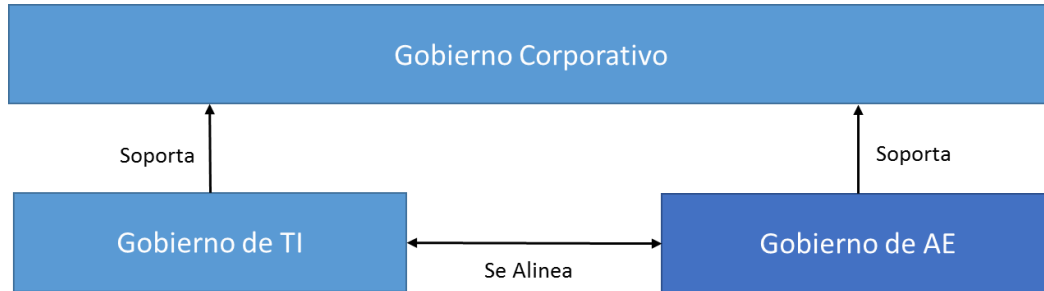 Gobierno Corporativo
Soporta
Soporta
Gobierno de TI
Gobierno de AE
Se Alinea